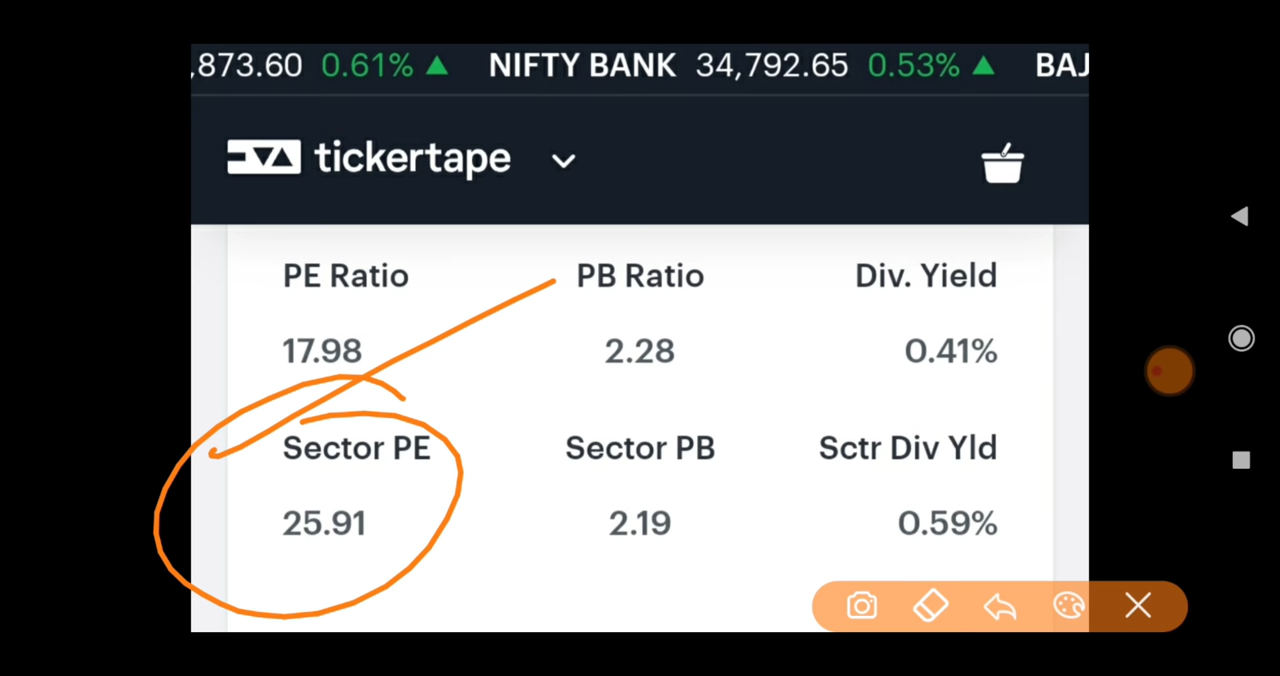 ,873.60 0.61% ▲ NIFTY BANK 34,792.65 0.53% ▲ BAJ
tickertape
PE Ratio PB Ratio Div. Yield
17.98 2.28 0.41%
Sector PE Sector PB Sctr Div Yld
25.91 2.19 0.59%